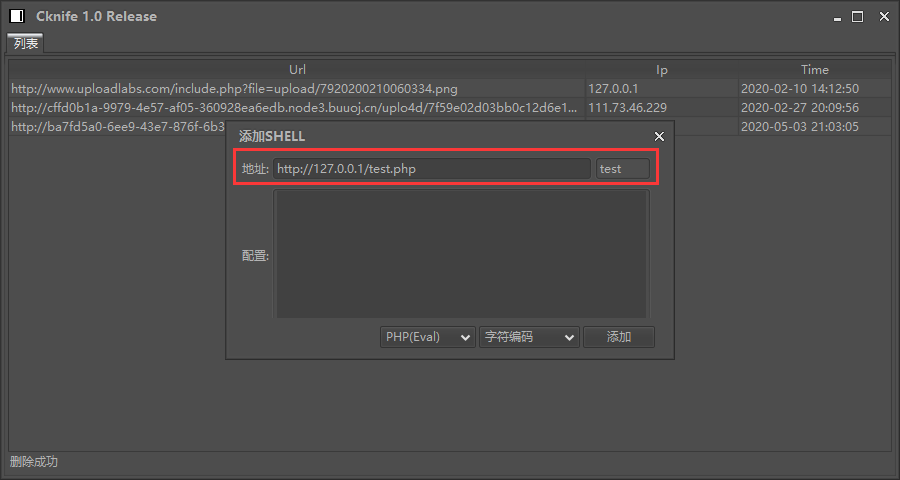 Cknife 1.0 Release
列表
Url Ip Time
http://www.uploadlabs.com/include.php?file=upload/7920200210060334.png 127.0.0.1 2020-02-10 14:12:50
http://cffd0b1a-9979-4e57-af05-360928ea6edb.node3.buuoj.cn/uplo4d/7f59e02d03bb0c12d6e1... 111.73.46.229 2020-02-27 20:09:56
http://ba7fd5a0-6ee9-43e7-876f-6b3 2020-05-03 21:03:05
添加SHELL
地址: http://127.0.0.1/test.php test
配置:
PHP(Eval) 字符编码 添加
删除成功